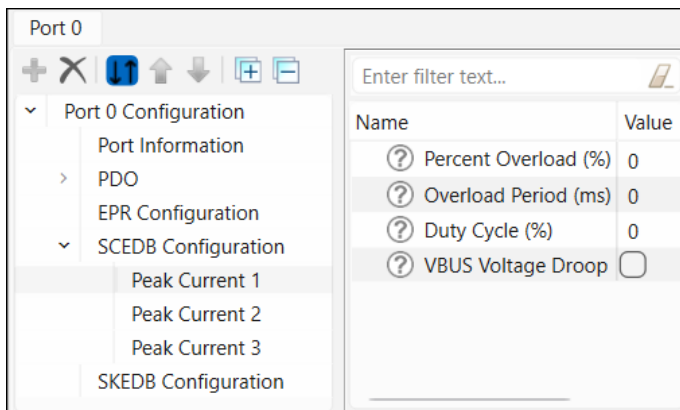 Port 0
Port 0 Configuration
Port Information
PDO
EPR Configuration
SCEDB Configuration
Peak Current 1
Peak Current 2
Peak Current 3
SKEDB Configuration
Enter filter text...
Name Value
Percent Overload (%) 0
Overload Period (ms) 0
Duty Cycle (%) 0
VBUS Voltage Droop